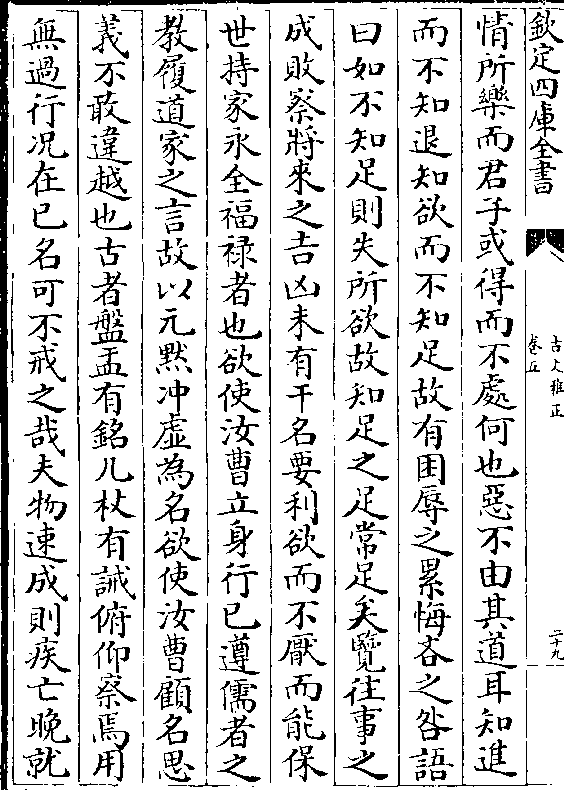 欽定四庫全書
古文雅正
卷五
二十九
情所樂而君子或得而不處何也惡不由其道耳知進
而不知退知欲而不知足故有困辱之累悔吝之咎語
曰如不知足則失所欲故知足之足常足矣覽往事之
成敗察將來之吉凶未有干名要利欲而不厭而能保
世持家永全福禄者也欲使汝曹立身行已遵儒者之
教履道家之言故以元黙冲虛為名欲使汝曹顧名思
義不敢違越也古者盤盂有銘几杖有誡俯仰察焉用
無過行况在已名可不戒之哉夫物速成則疾亡晚就